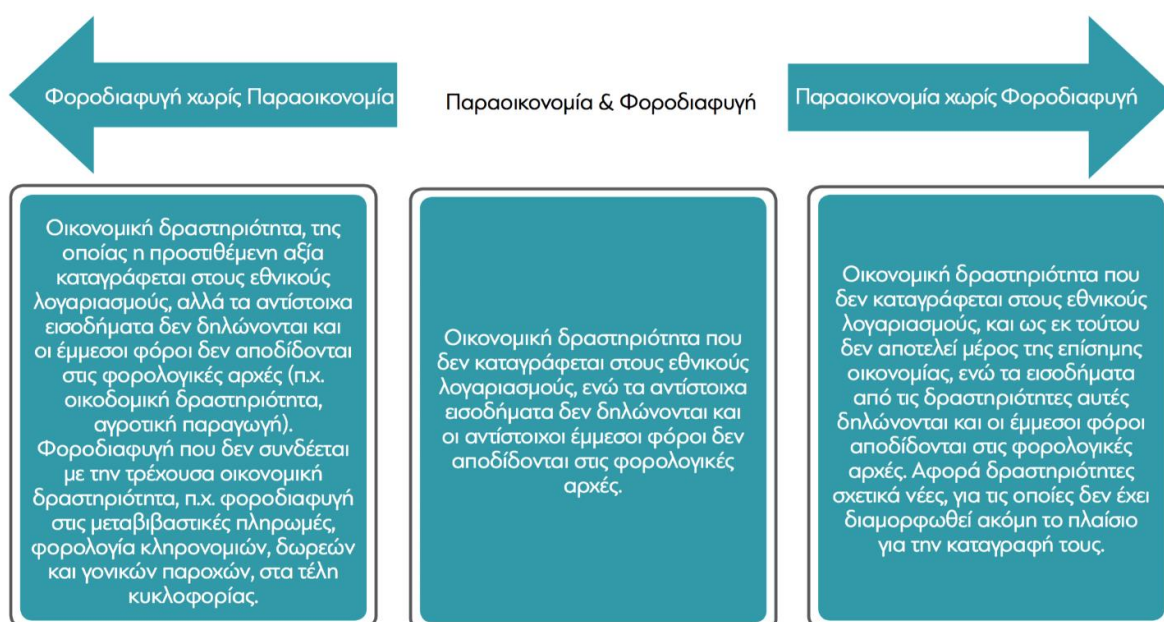 Φοροδιαφυγή χωρίς Παραοικονομία
Παραοικονομία & Φοροδιαφυγή
Παραοικονομία χωρίς Φοροδιαφυγή
Οικονομική δραστηριότητα, της
οποίας η προστιθέμενη αξία
καταγράφεται στους εθνικούς
λογαριασμούς, αλλά τα αντίστοιχα
εισοδήματα δεν δηλώνονται και
οι έμμεσοι φόροι δεν αποδίδονται
στις φορολογικές αρχές (π.χ.
οικοδομική δραστηριότητα,
αγροτική παραγωγή).
Φοροδιαφυγή που δεν συνδέεται
με την τρέχουσα οικονομική
δραστηριότητα, π.χ. φοροδιαφυγή
στις μεταβιβαστικές πληρωμές,
φορολογία κληρονομιών, δωρεών
και γονικών παροχών, στα τέλη
κυκλοφορίας.
Οικονομική δραστηριότητα που
δεν καταγράφεται στους εθνικούς
λογαριασμούς, ενώ τα αντίστοιχα
εισοδήματα δεν δηλώνονται και
οι αντίστοιχοι έμμεσοι φόροι δεν
αποδίδονται στις φορολογικές
αρχές.
Οικονομική δραστηριότητα που
δεν καταγράφεται στους εθνικούς
λογαριασμούς, και ως εκ τούτου
δεν αποτελεί μέρος της επίσημης
οικονομίας, ενώ τα εισοδήματα
από τις δραστηριότητες αυτές
δηλώνονται και οι έμμεσοι φόροι
αποδίδονται στις φορολογικές
αρχές. Αφορά δραστηριότητες
σχετικά νέες, για τις οποίες δεν έχει
διαμορφωθεί ακόμη το πλαίσιο
για την καταγραφή τους.